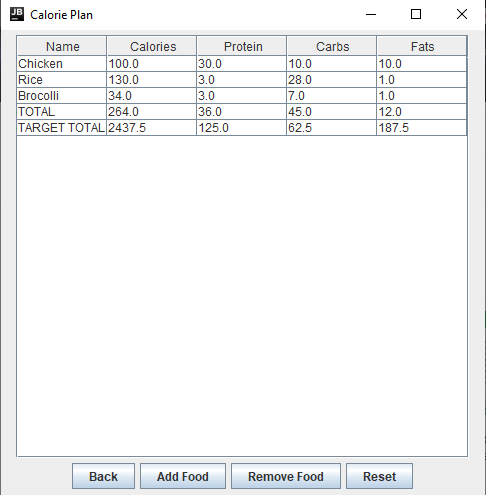 JB Calorie Plan
Name Calories Protein Carbs Fats
Chicken 100.0 30.0 10.0 10.0
Rice 130.0 3.0 28.0 1.0
Brocolli 34.0 3.0 7.0 1.0
TOTAL 264.0 36.0 45.0 12.0
TARGET TOTAL 2437.5 125.0 62.5 187.5
Back Add Food Remove Food Reset